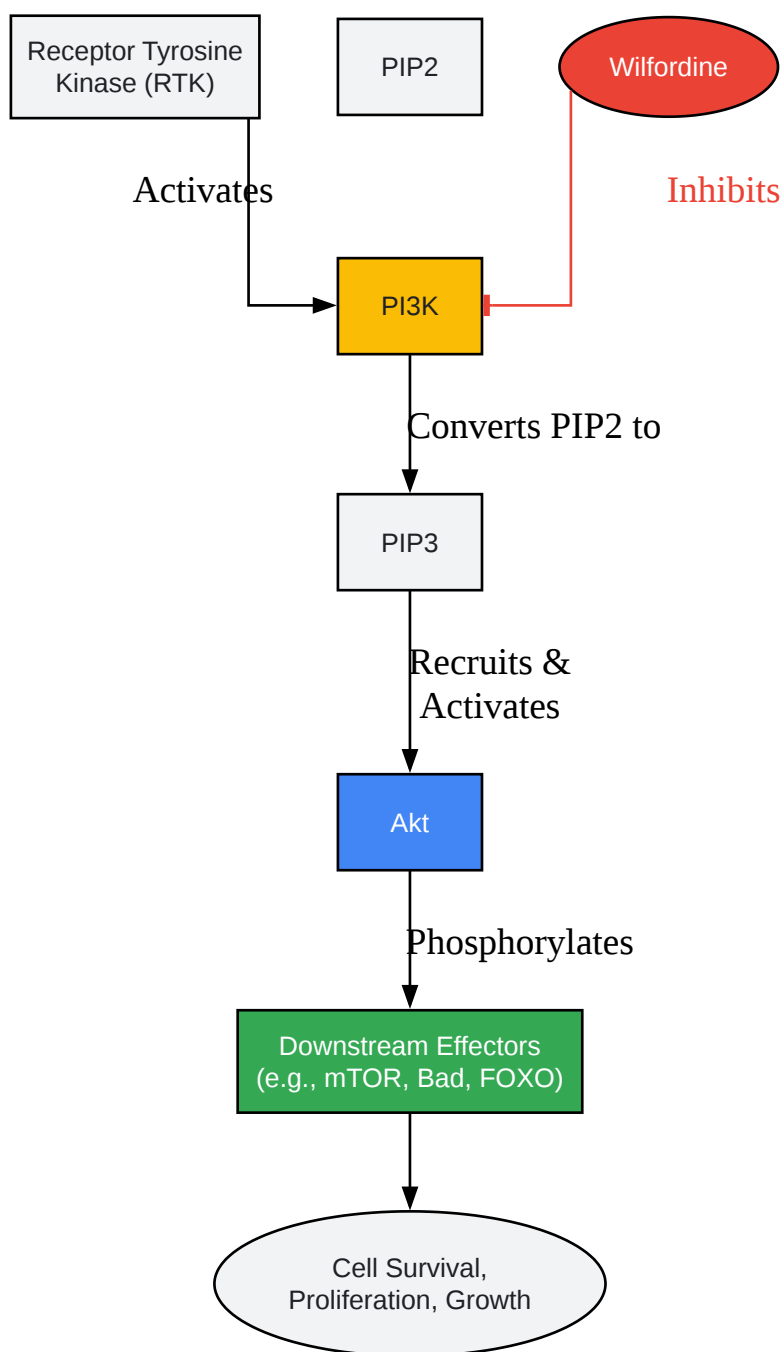 Receptor Tyrosine
Kinase (RTK)
PIP2
Wilfordine
Activates
Inhibits
PI3K
Converts PIP2 to
PIP3
Recruits &
Activates
Akt
Phosphorylates
Downstream Effectors
(e.g., mTOR, Bad, FOXO)
Cell Survival,
Proliferation, Growth